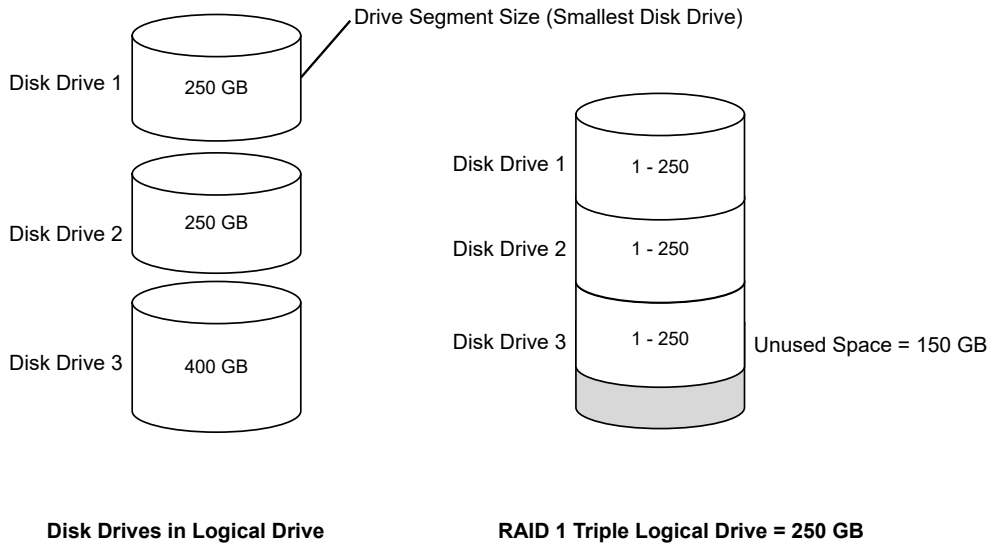 Drive Segment Size (Smallest Disk Drive)
Disk Drive 1
250 GB
Disk Drive 2
250 GB
Disk Drive 3
400 GB
Disk Drive 1
1 - 250
Disk Drive 2
1 - 250
Disk Drive 3
1 - 250
Unused Space = 150 GB
Disk Drives in Logical Drive
RAID 1 Triple Logical Drive = 250 GB